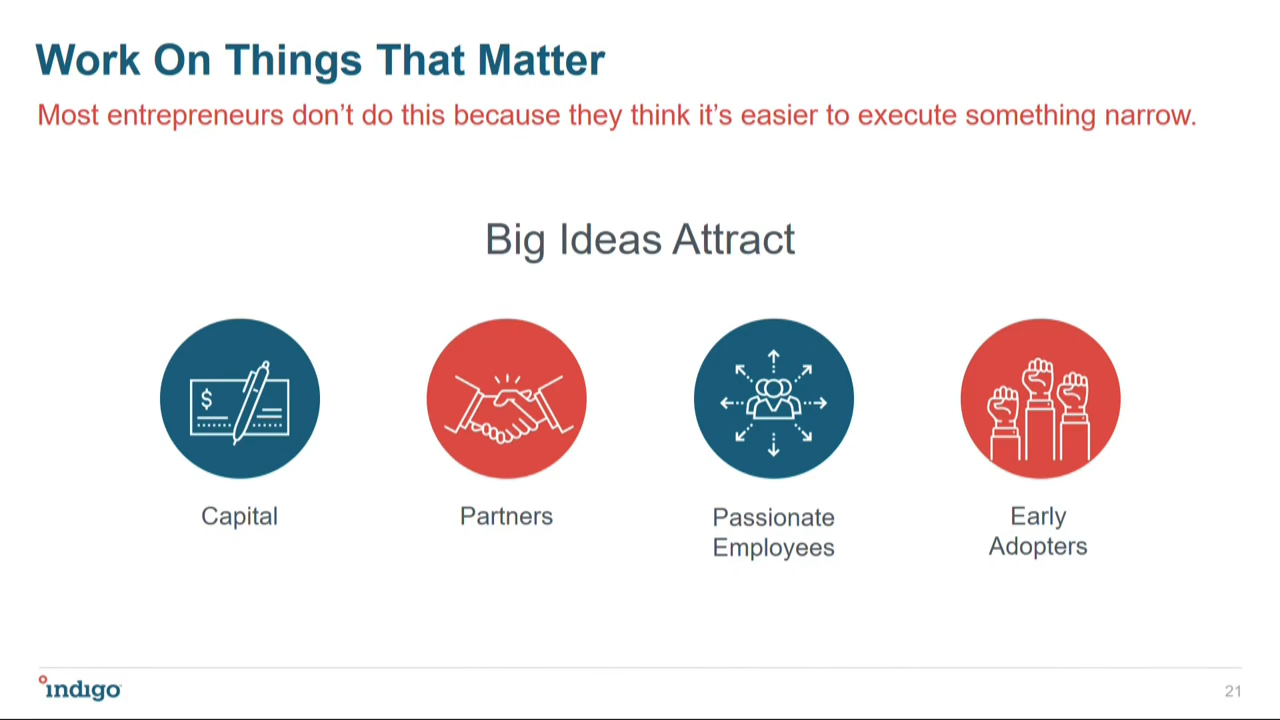 Work On Things That Matter
Most entrepreneurs don’t do this because they think it’s easier to execute something narrow.
Big Ideas Attract
$
Capital
Partners
Passionate
Employees
Early
Adopters
indigo
21